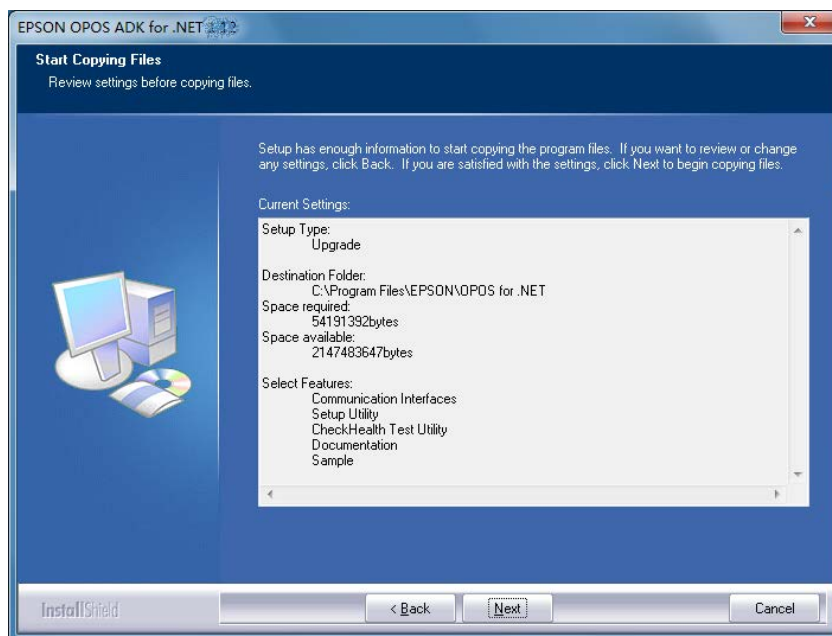 EPSON OPOS ADK for .NET
Start Copying Files
Review settings before copying files.
Setup has enough information to start copying the program files. If you want to review or change
any settings, click Back. If you are satisfied with the settings, click Next to begin copying files.
Current Settings:
Setup Type:
Upgrade
Destination Folder:
C:\Program Files\EPSON\OPOS for .NET
Space required:
54191392bytes
Space available:
2147483647bytes
Select Features:
Communication Interfaces
Setup Utility
CheckHealth Test Utility
Documentation
Sample
InstallShield
< Back
Next
Cancel